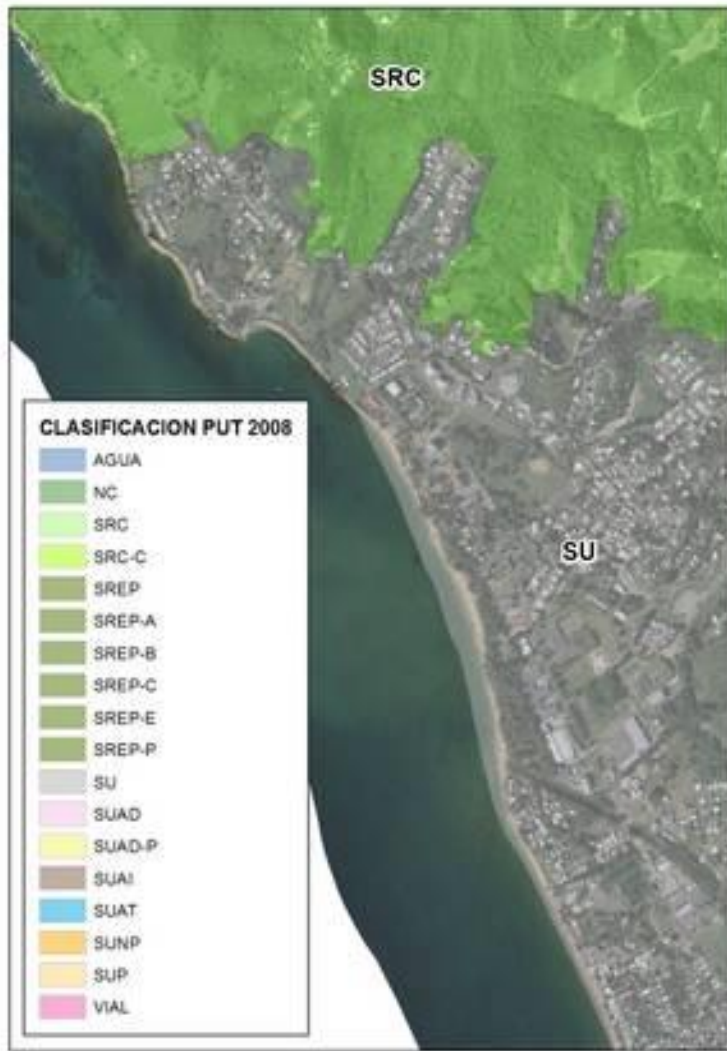 SRC
SU
CLASIFICACION PUT 2008
AGUA
NC
SRC
SRC-C
SREP
SREP-A
SREP-B
SREP-C
SREP-E
SREP-P
SU
SUAD
SUAD-P
SUAI
SUAT
SUNP
SUP
VIAL